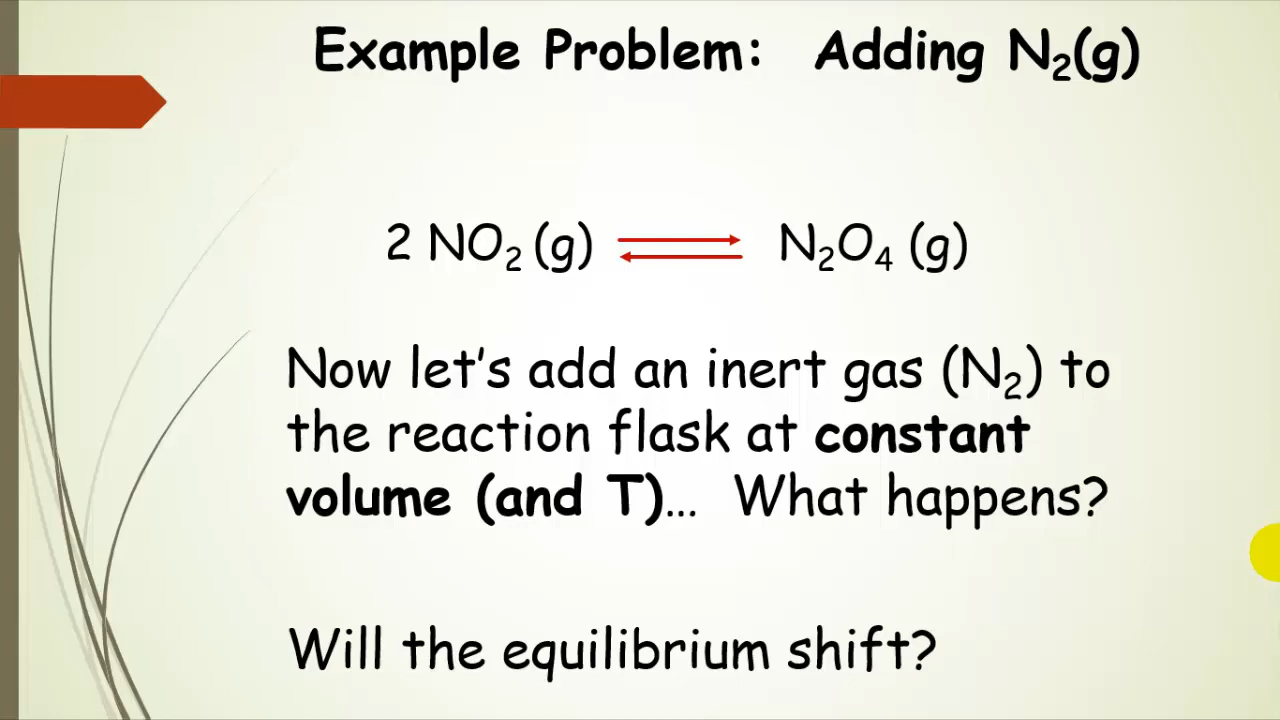 Example Problem: Adding N₂(g)
2 NO₂ (g) ⇌ N₂O₄ (g)
Now let's add an inert gas (N₂) to
the reaction flask at constant
volume (and T)… What happens?
Will the equilibrium shift?